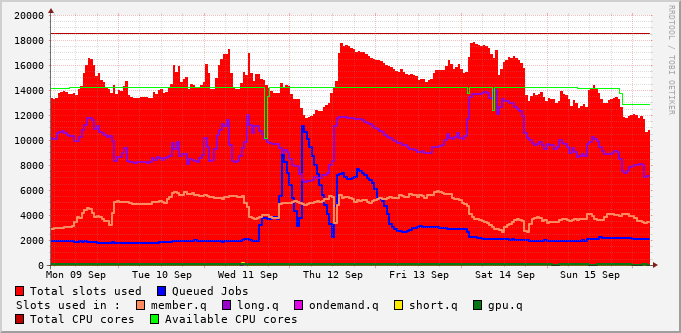 20000
18000
16000
14000
12000
10000
8000
6000
4000
2000
0
Mon 09 Sep Tue 10 Sep Wed 11 Sep Thu 12 Sep Fri 13 Sep Sat 14 Sep Sun 15 Sep
Total slots used Queued Jobs
Slots used in : member.q long.q ondemand.q short.q gpu.q
Total CPU cores Available CPU cores
RRDTOOL / TOBI OETIKER